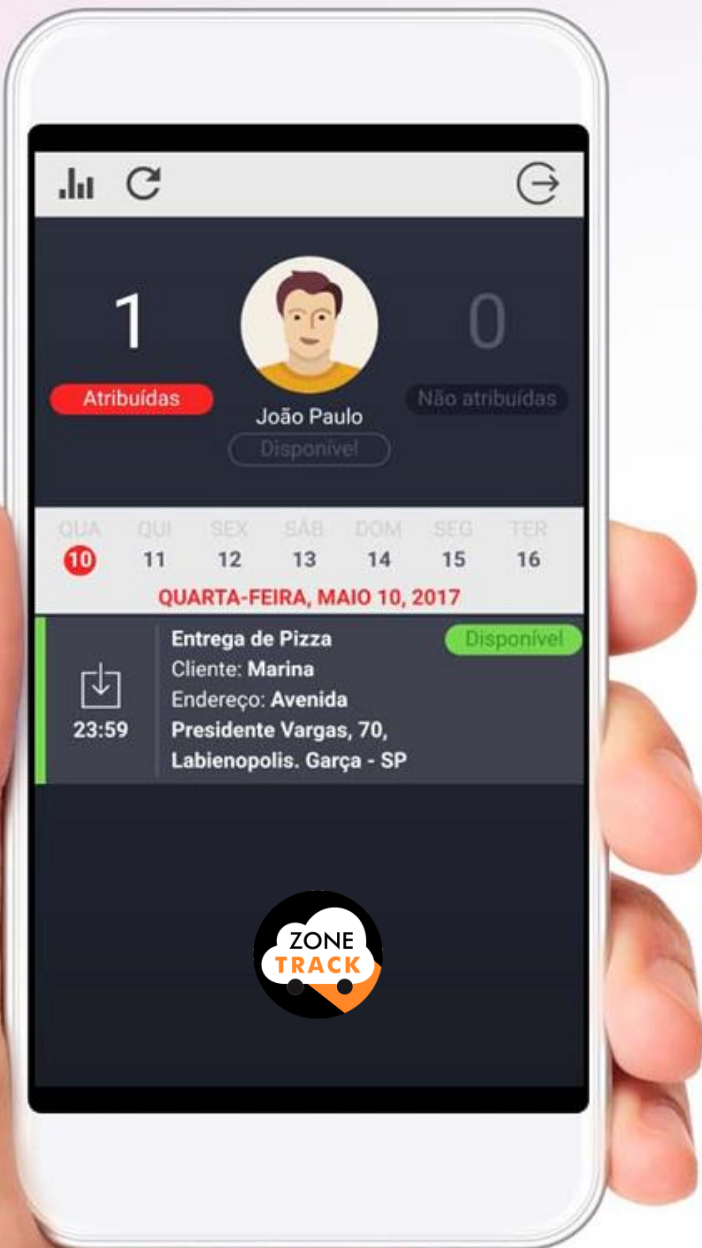 1
0
Atribuídas
Não atribuídas
João Paulo
Disponível
QUA QUI SEX SÁB DOM SEG TER
10 11 12 13 14 15 16
QUARTA-FEIRA, MAIO 10, 2017
Entrega de Pizza
Disponível
Cliente: Marina
Endereço: Avenida
23:59
Presidente Vargas, 70,
Labienopolis. Garça - SP
ZONE
TRACK